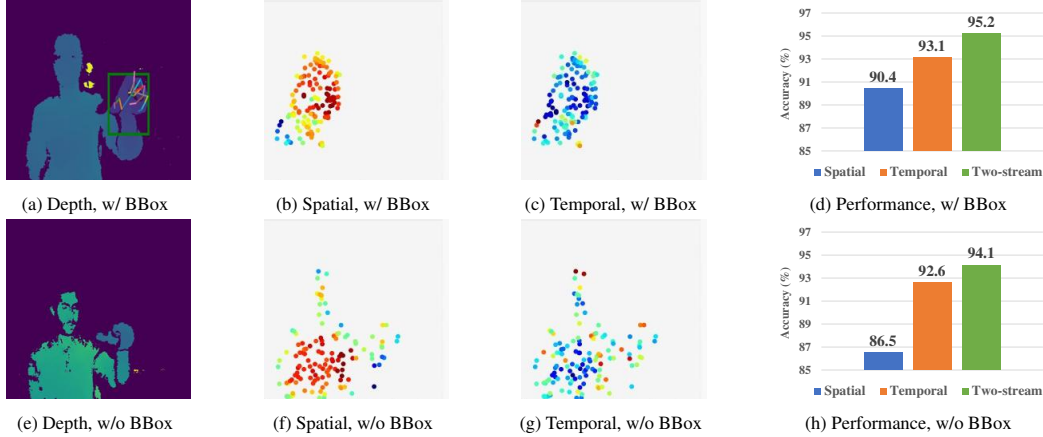 97
95
93
91
89
87
85
Accuracy (%)
90.4
93.1
95.2
Spatial Temporal Two-stream
(a) Depth, w/ BBox
(b) Spatial, w/ BBox
(c) Temporal, w/ BBox
(d) Performance, w/ BBox
97
95
93
91
89
87
85
Accuracy (%)
86.5
92.6
94.1
Spatial Temporal Two-stream
(e) Depth, w/o BBox
(f) Spatial, w/o BBox
(g) Temporal, w/o BBox
(h) Performance, w/o BBox